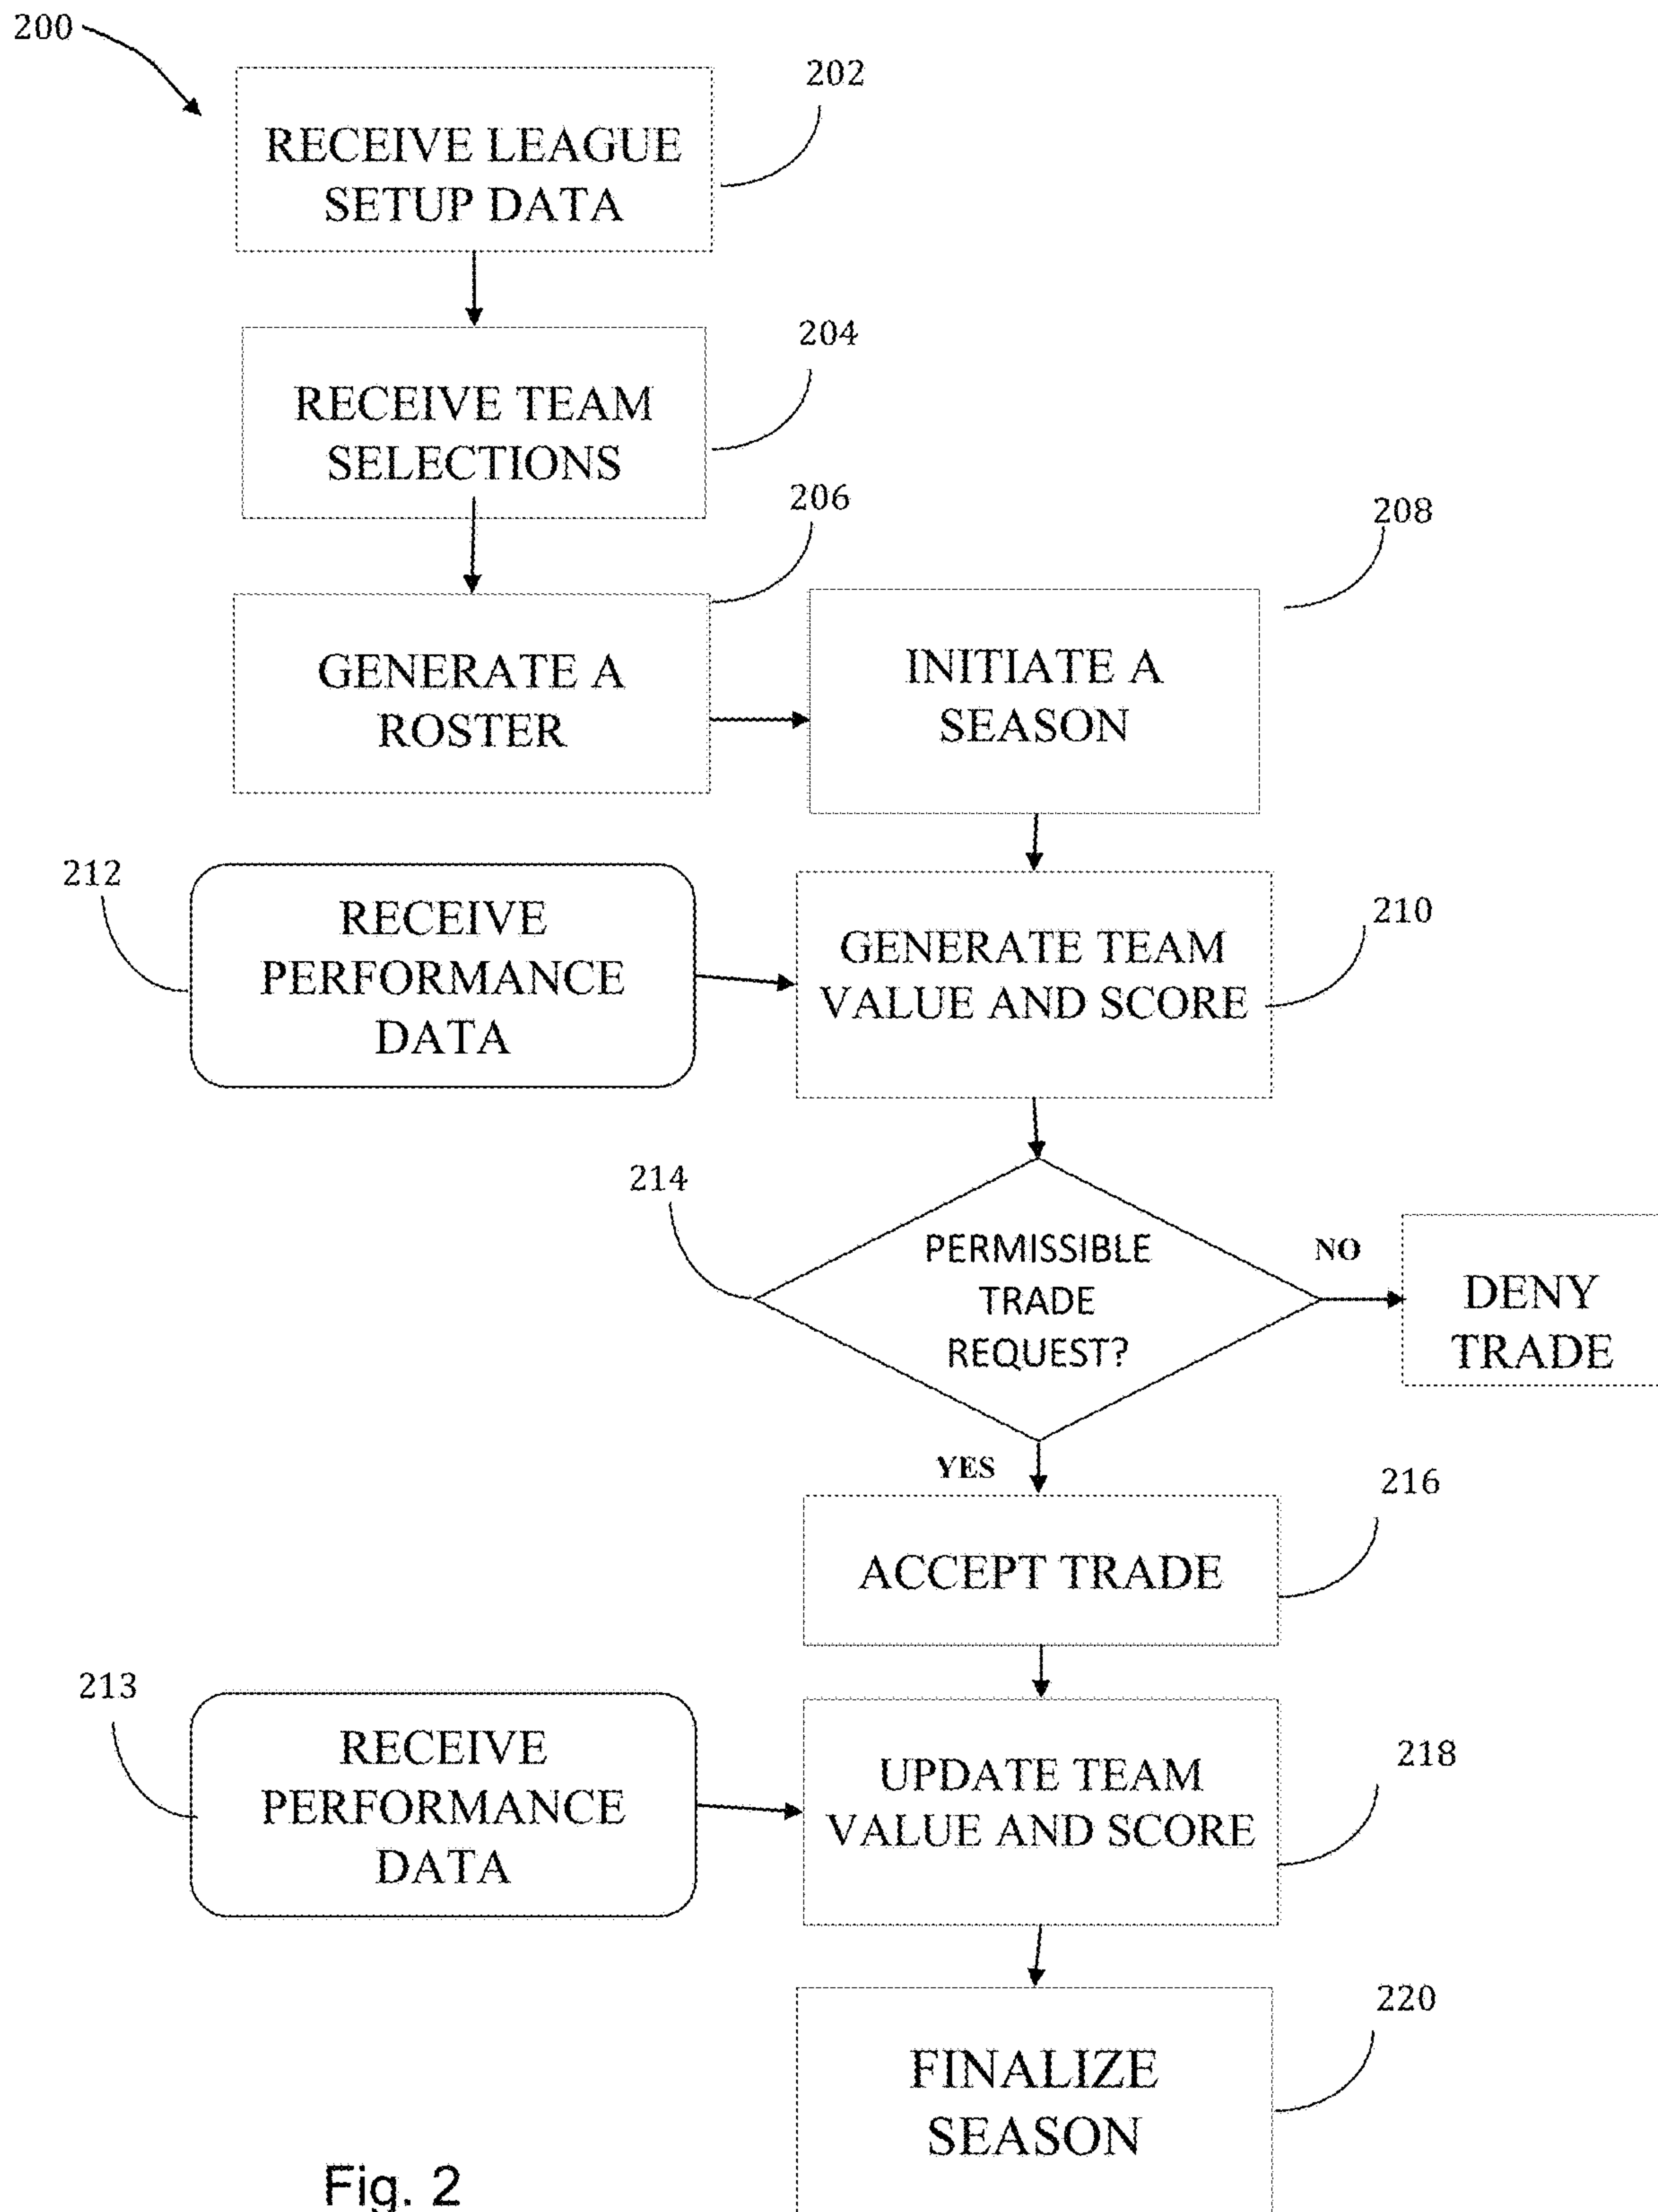 200
202
RECEIVE LEAGUE
SETUP DATA
204
RECEIVE TEAM
SELECTIONS
206
GENERATE A
ROSTER
208
INITIATE A
SEASON
212
RECEIVE
PERFORMANCE
DATA
210
GENERATE TEAM
VALUE AND SCORE
214
PERMISSIBLE
TRADE
REQUEST?
NO
DENY
TRADE
YES
216
ACCEPT TRADE
213
RECEIVE
PERFORMANCE
DATA
218
UPDATE TEAM
VALUE AND SCORE
220
FINALIZE
SEASON
Fig. 2